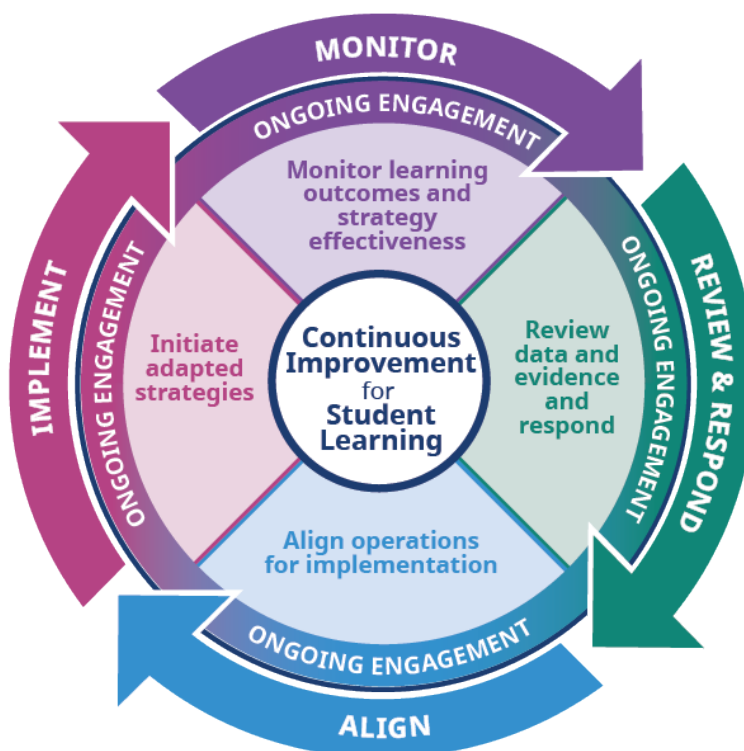 MONITOR
ONGOING ENGAGEMENT
Monitor learning
outcomes and
strategy
effectiveness
REVIEW & RESPOND
ONGOING ENGAGEMENT
Review
data and
evidence
and
respond
ALIGN
ONGOING ENGAGEMENT
Align operations
for implementation
IMPLEMENT
ONGOING ENGAGEMENT
Initiate
adapted
strategies
Continuous
Improvement
for
Student
Learning